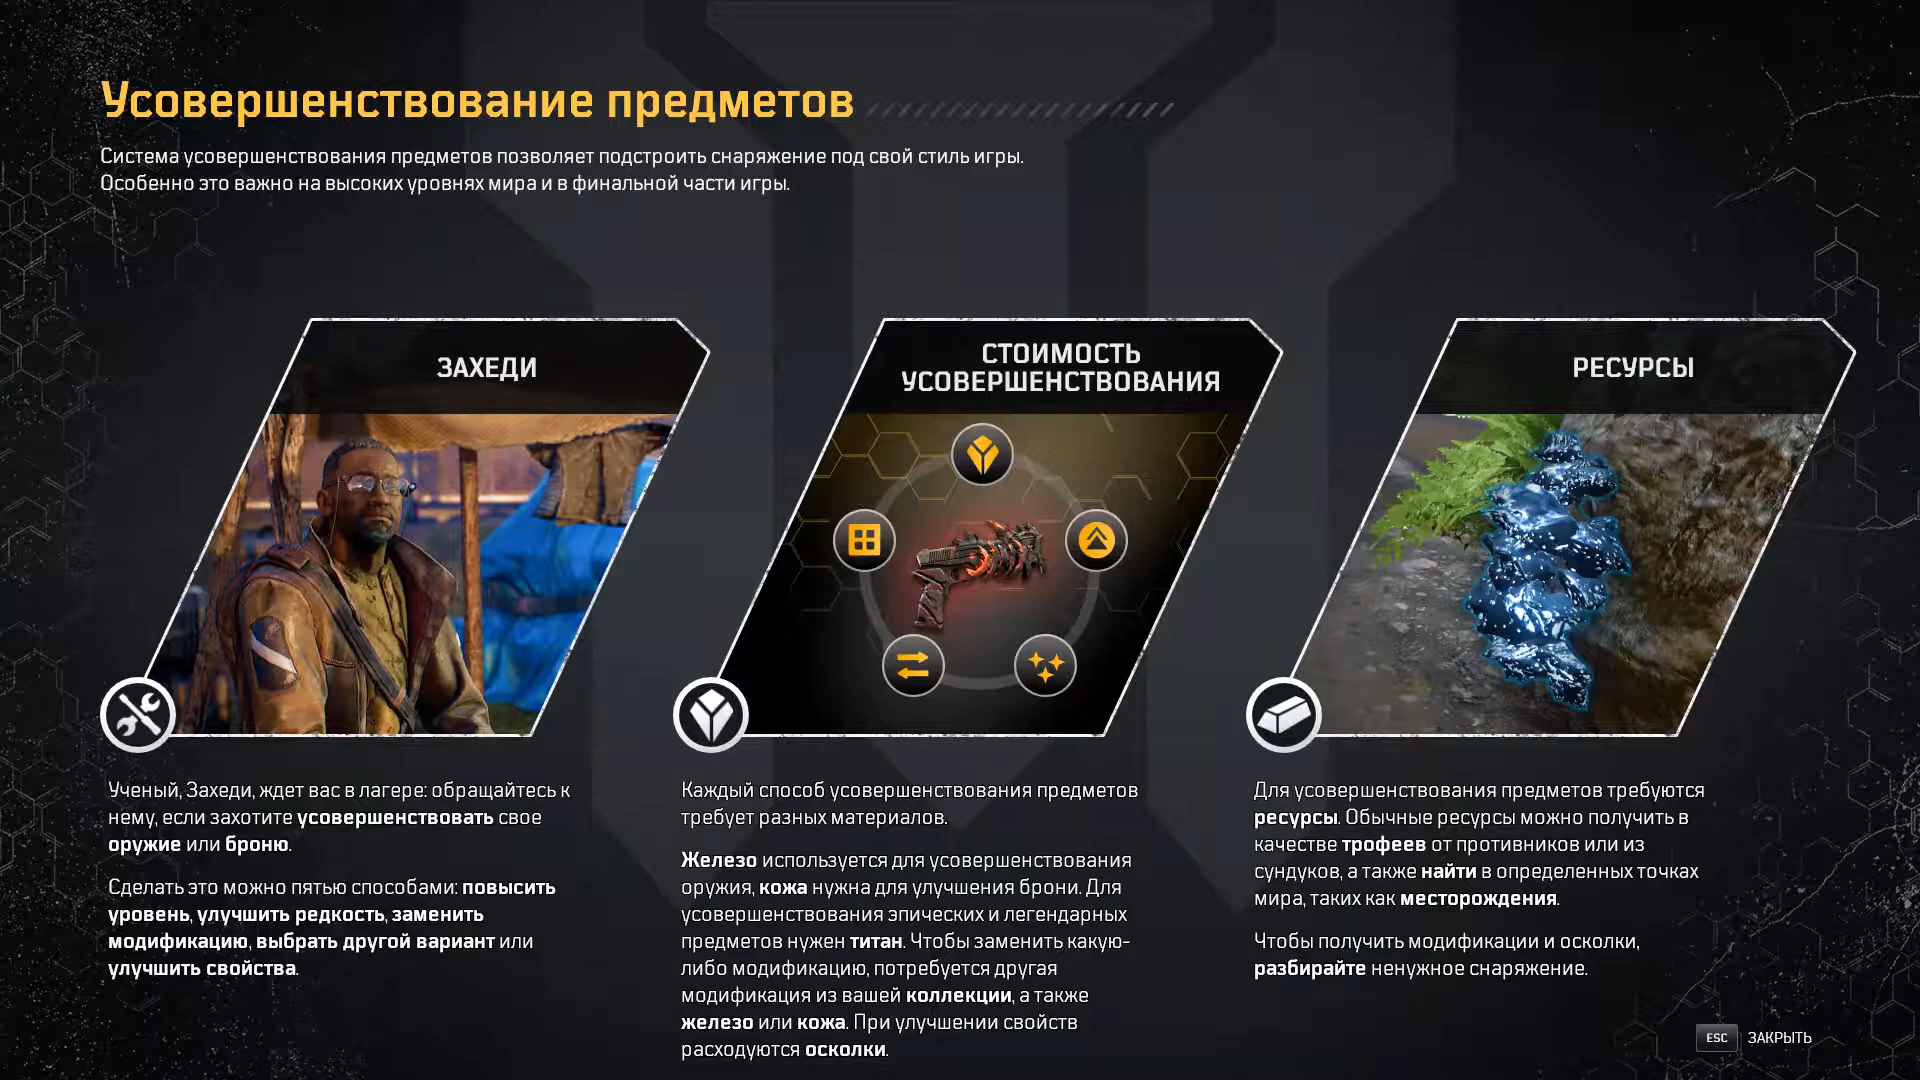 Усовершенствование предметов
Система усовершенствования предметов позволяет подстроить снаряжение под свой стиль игры.
Особенно это важно на высоких уровнях мира и в финальной части игры.
ЗАХЕДИ
Ученый, Захеди, ждет вас в лагере: обращайтесь к
нему, если захотите усовершенствовать свое
оружие или броню.
Сделать это можно пятью способами: повысить
уровень, улучшить редкость, заменить
модификацию, выбрать другой вариант или
улучшить свойства.
СТОИМОСТЬ
УСОВЕРШЕНСТВОВАНИЯ
Каждый способ усовершенствования предметов
требует разных материалов.
Железо используется для усовершенствования
оружия, кожа нужна для улучшения брони. Для
усовершенствования эпических и легендарных
предметов нужен титан. Чтобы заменить какую-
либо модификацию, потребуется другая
модификация из вашей коллекции, а также
железо или кожа. При улучшении свойств
расходуются осколки.
РЕСУРСЫ
Для усовершенствования предметов требуются
ресурсы. Обычные ресурсы можно получить в
качестве трофеев от противников или из
сундуков, а также найти в определенных точках
мира, таких как месторождения.
Чтобы получить модификации и осколки,
разбирайте ненужное снаряжение.
ESC ЗАКРЫТЬ